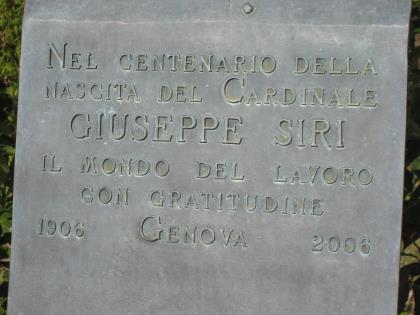 Nel centenario della
nascita del Cardinale
GIUSEPPE SIRI
il mondo del lavoro
con gratitudine
1906 Genova 2006